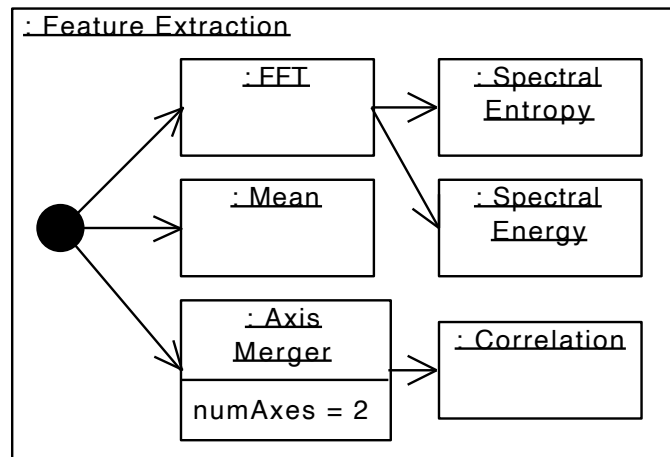 : Feature Extraction
: FFT
: Spectral
Entropy
: Mean
: Spectral
Energy
: Axis
Merger
numAxes = 2
: Correlation